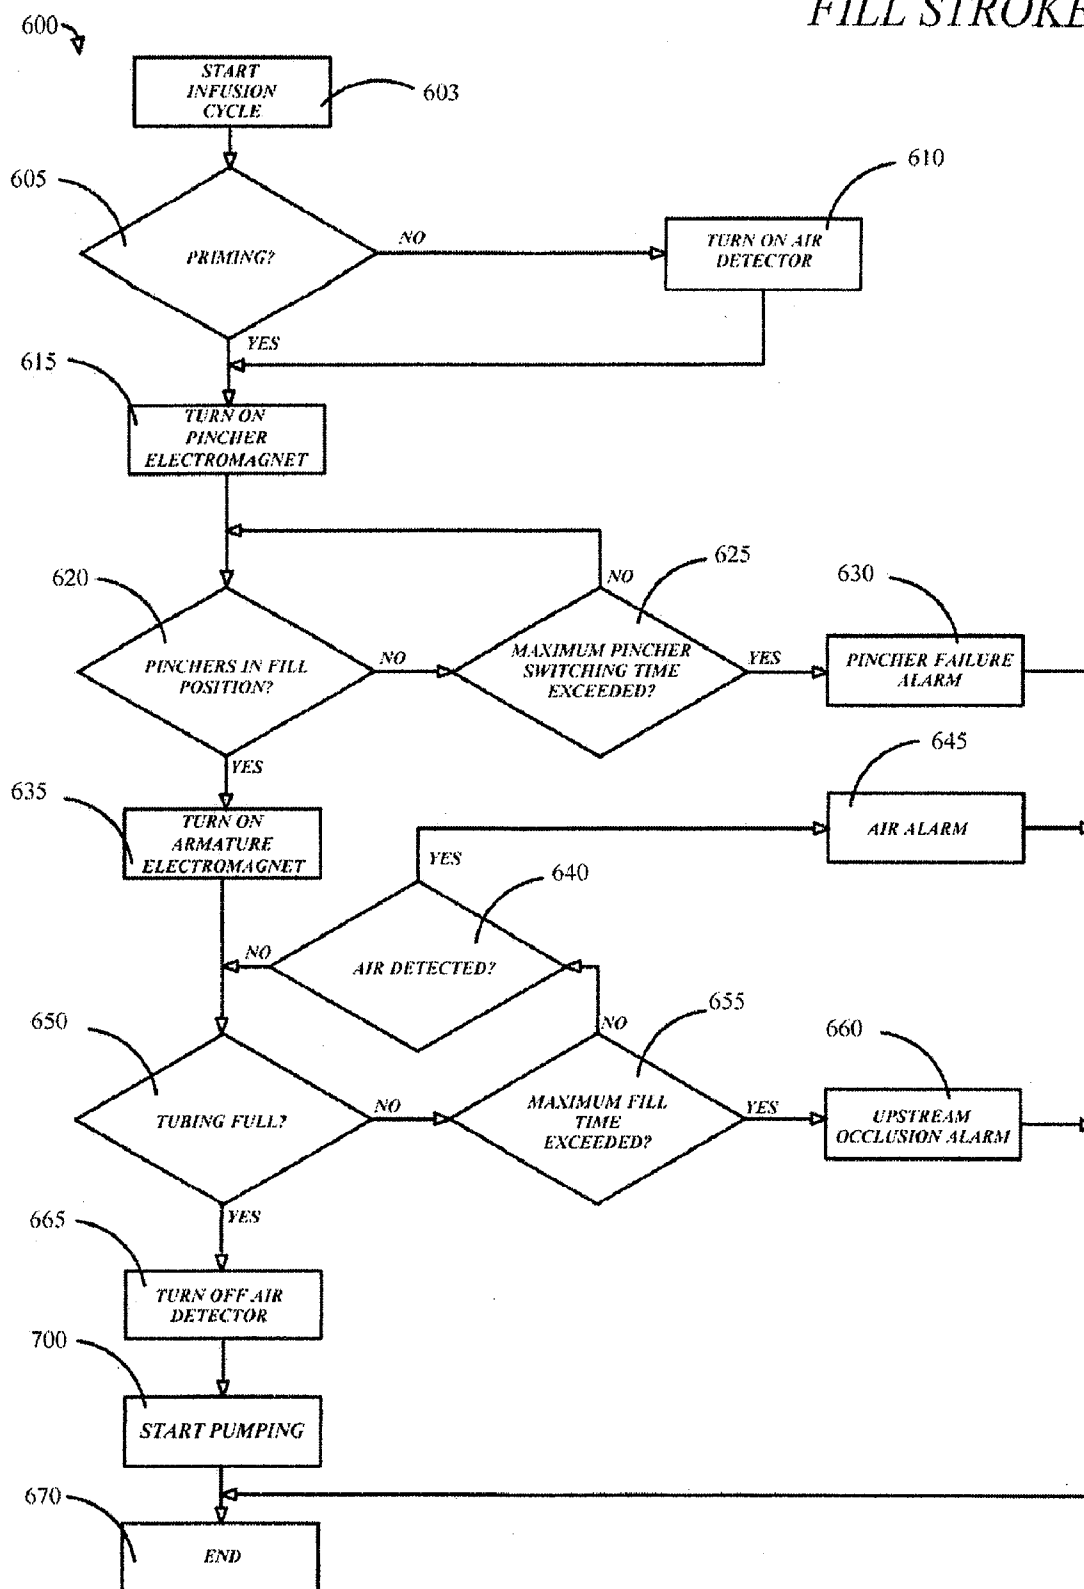 FILL STROKE
600
START
INFUSION
CYCLE
603
605
PRIMING?
NO
610
TURN ON AIR
DETECTOR
YES
615
TURN ON
PINCHER
ELECTROMAGNET
620
PINCHERS IN FILL
POSITION?
NO
625
NO
MAXIMUM PINCHER
SWITCHING TIME
EXCEEDED?
YES
630
PINCHER FAILURE
ALARM
YES
635
TURN ON
ARMATURE
ELECTROMAGNET
645
AIR ALARM
YES
640
NO
AIR DETECTED?
650
TUBING FULL?
NO
655
NO
MAXIMUM FILL
TIME
EXCEEDED?
YES
660
UPSTREAM
OCCLUSION ALARM
YES
665
TURN OFF AIR
DETECTOR
700
START PUMPING
670
END